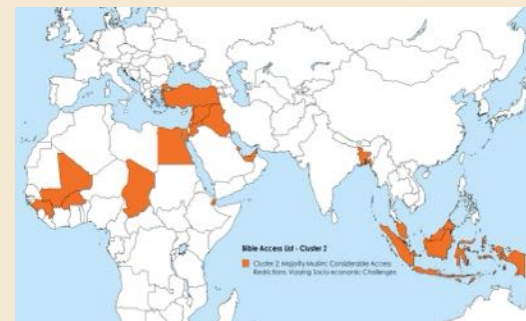 Bible Access List - Cluster 2
Cluster 2: Majority Muslim; Considerable Access
Restrictions, Varying Socio-economic Challenges